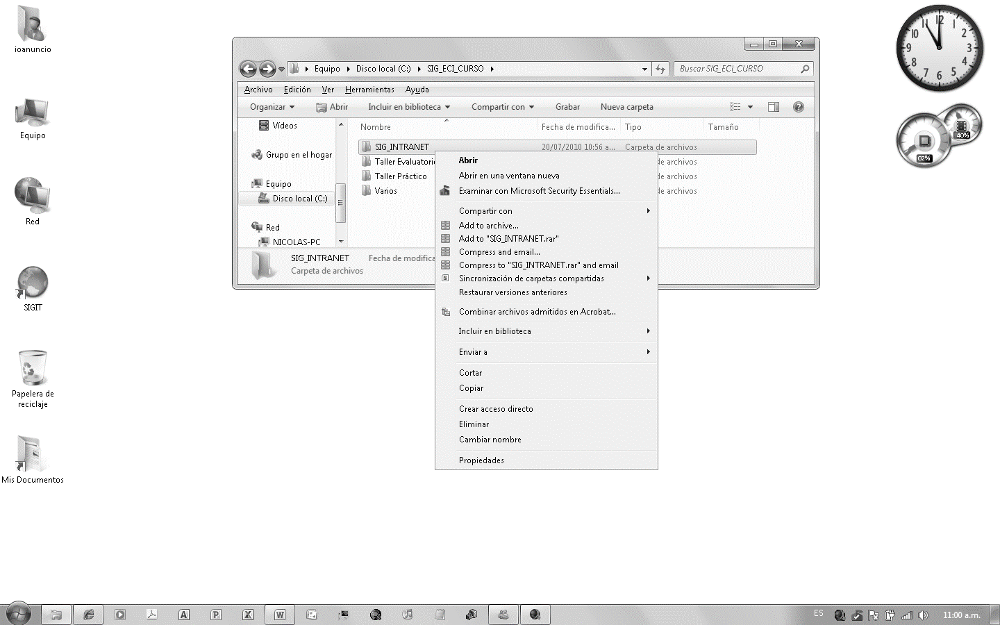 ioanuncio
Equipo
Red
SIGIT
Papelera de
reciclaje
Mis Documentos
Equipo Disco local (C:) SIG_ECI_CURSO
Buscar SIG_ECI_CURSO
Archivo Edición Ver Herramientas Ayuda
Organizar Abrir Incluir en biblioteca Compartir con Grabar Nueva carpeta
Vídeos
Grupo en el hogar
Equipo
Disco local (C:)
Red
NICOLAS-PC
Nombre Fecha de modifica... Tipo Tamaño
SIG_INTRANET 20/07/2010 10:56 a... Carpeta de archivos
Taller Evaluatorio de archivos
Taller Práctico de archivos
Varios de archivos
SIG_INTRANET Fecha de modifica
Carpeta de archivos
Abrir
Abrir en una ventana nueva
Examinar con Microsoft Security Essentials...
Compartir con
Add to archive...
Add to "SIG_INTRANET.rar"
Compress and email...
Compress to "SIG_INTRANET.rar" and email
Sincronización de carpetas compartidas
Restaurar versiones anteriores
Combinar archivos admitidos en Acrobat...
Incluir en biblioteca
Enviar a
Cortar
Copiar
Crear acceso directo
Eliminar
Cambiar nombre
Propiedades
12
11 1
10 2
9 3
8 4
7 5
6
40%
02%
A P X W
ES 11:00 a.m.